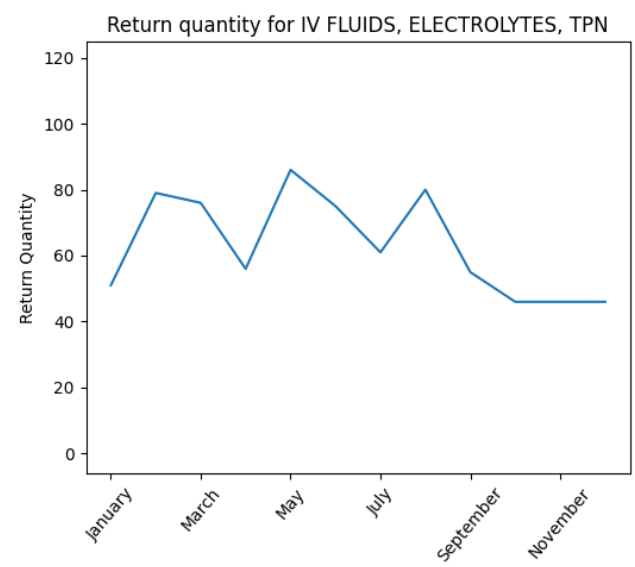 Return quantity for IV FLUIDS, ELECTROLYTES, TPN
120
100
80
60
40
20
0
Return Quantity
January
March
May
July
September
November